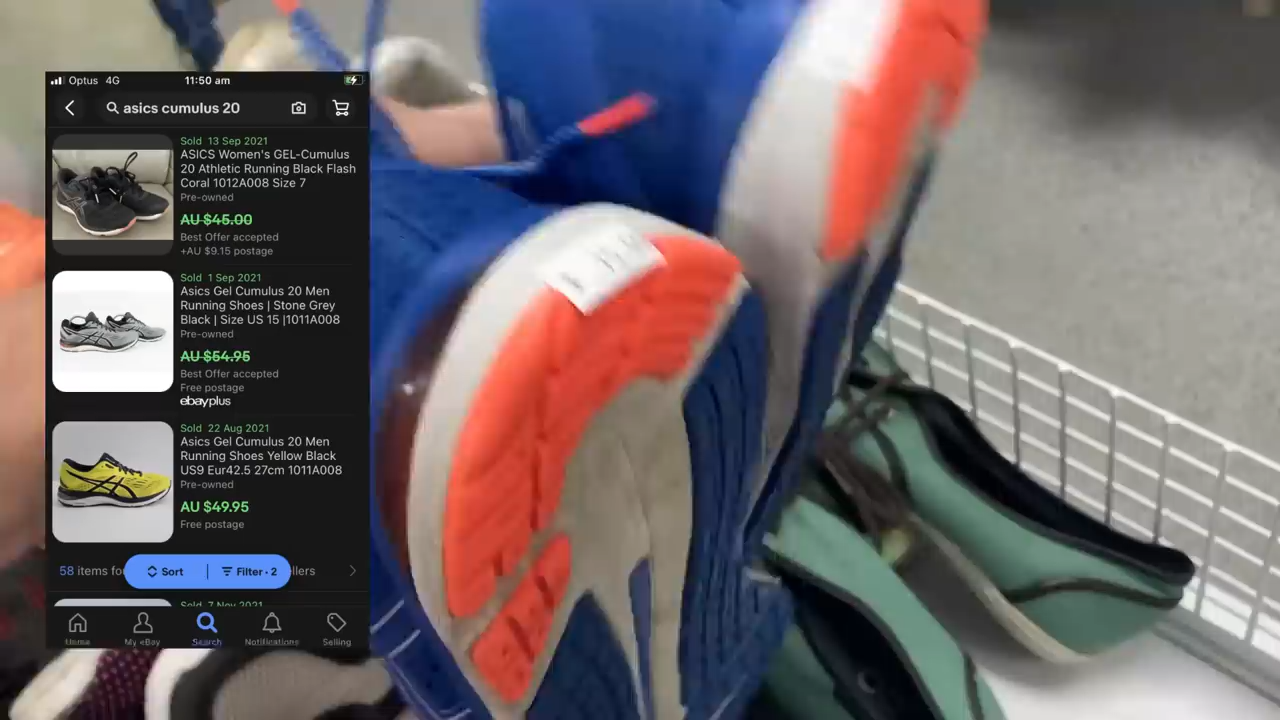 Optus 4G 11:50 am
asics cumulus 20
Sold 13 Sep 2021
ASICS Women's GEL-Cumulus
20 Athletic Running Black Flash
Coral 1012A008 Size 7
Pre-owned
AU $45.00
Best Offer accepted
+AU $9.15 postage
Sold 1 Sep 2021
Asics Gel Cumulus 20 Men
Running Shoes | Stone Grey
Black | Size US 15 |1011A008
Pre-owned
AU $54.95
Best Offer accepted
Free postage
ebayplus
Sold 22 Aug 2021
Asics Gel Cumulus 20 Men
Running Shoes Yellow Black
US9 Eur42.5 27cm 1011A008
Pre-owned
AU $49.95
Free postage
58 items fo
Sort
Filter · 2
llers
Sold 7 Nov 2021
Home My eBay Search Notifications Selling